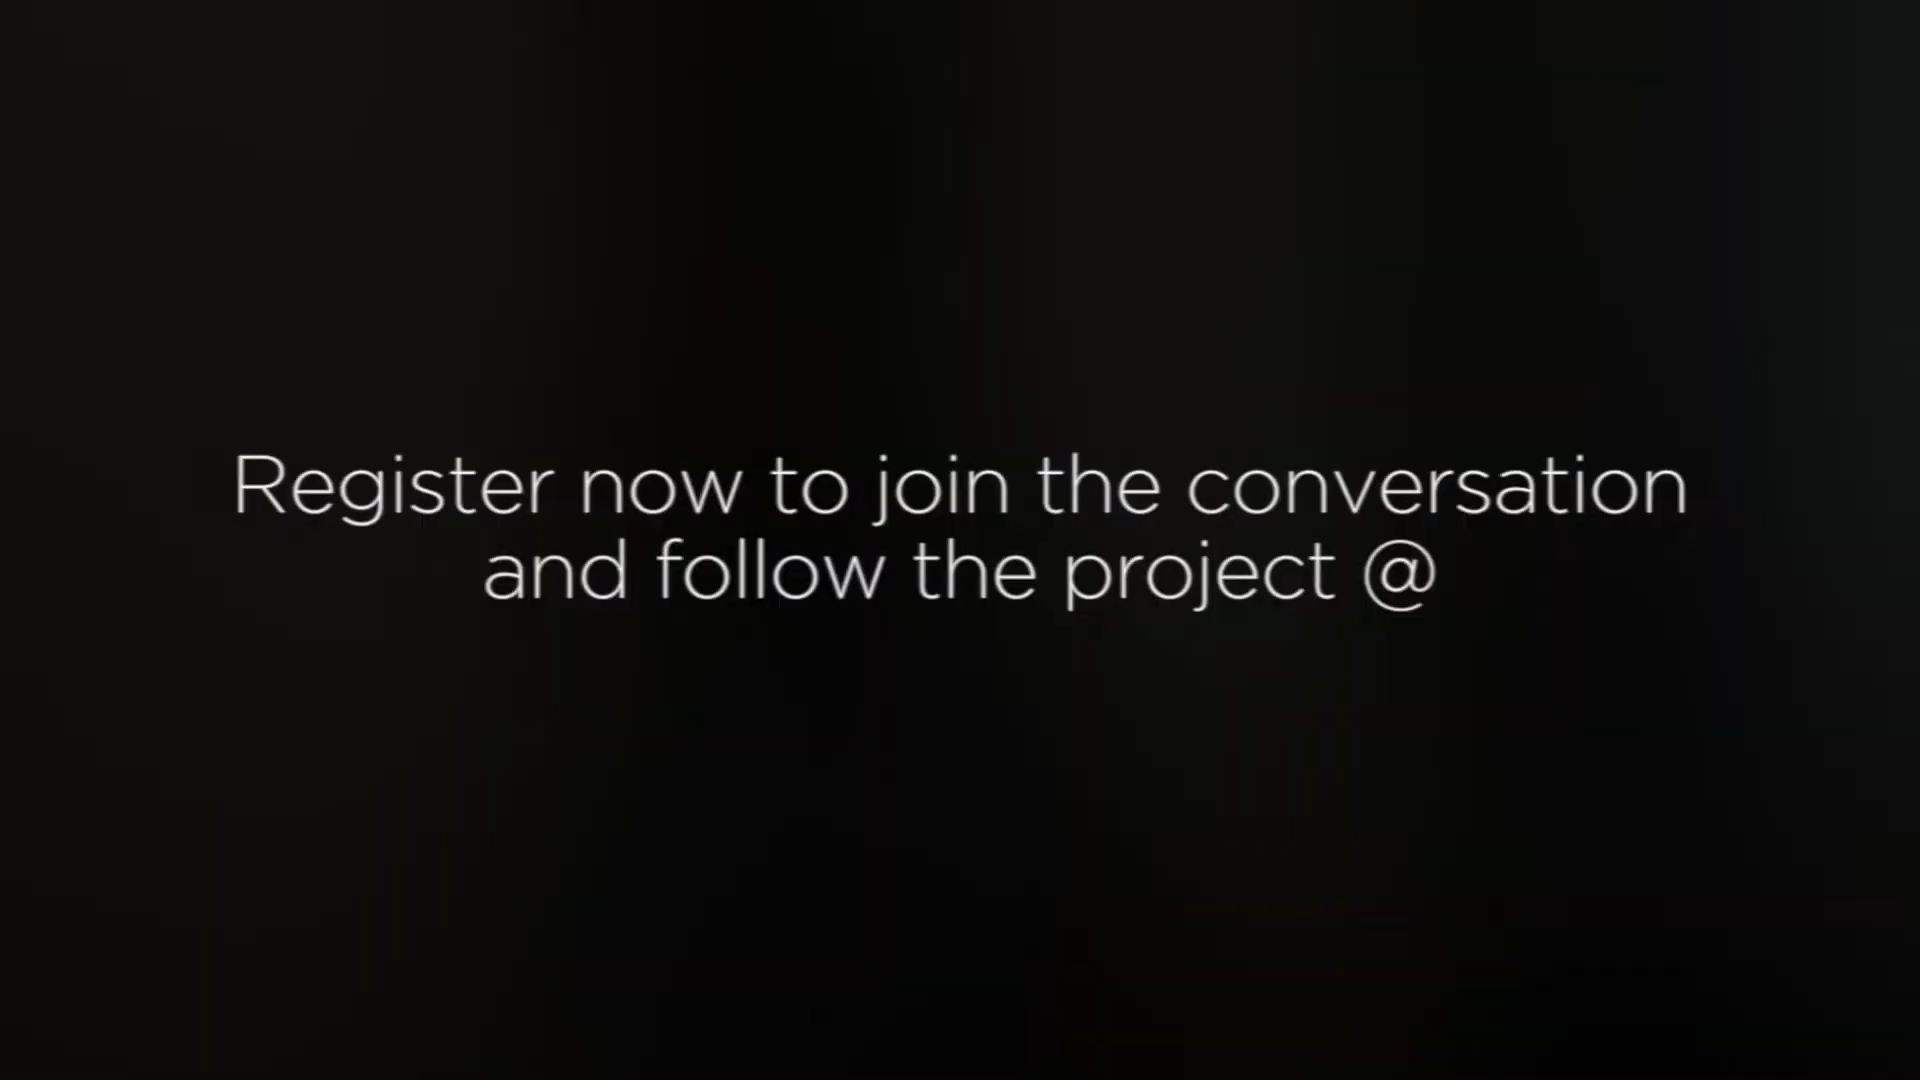 Register now to join the conversation
and follow the project @